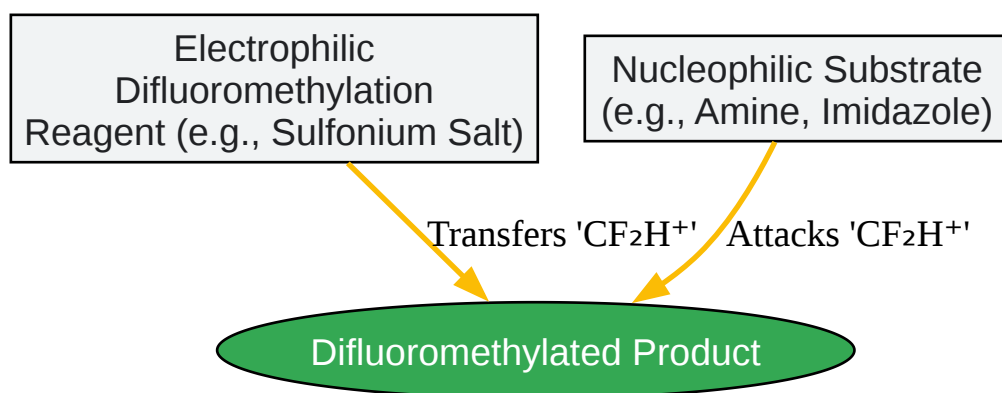 Electrophilic
Difluoromethylation
Reagent (e.g., Sulfonium Salt)
Nucleophilic Substrate
(e.g., Amine, Imidazole)
Transfers 'CF₂H⁺'
Attacks 'CF₂H⁺'
Difluoromethylated Product